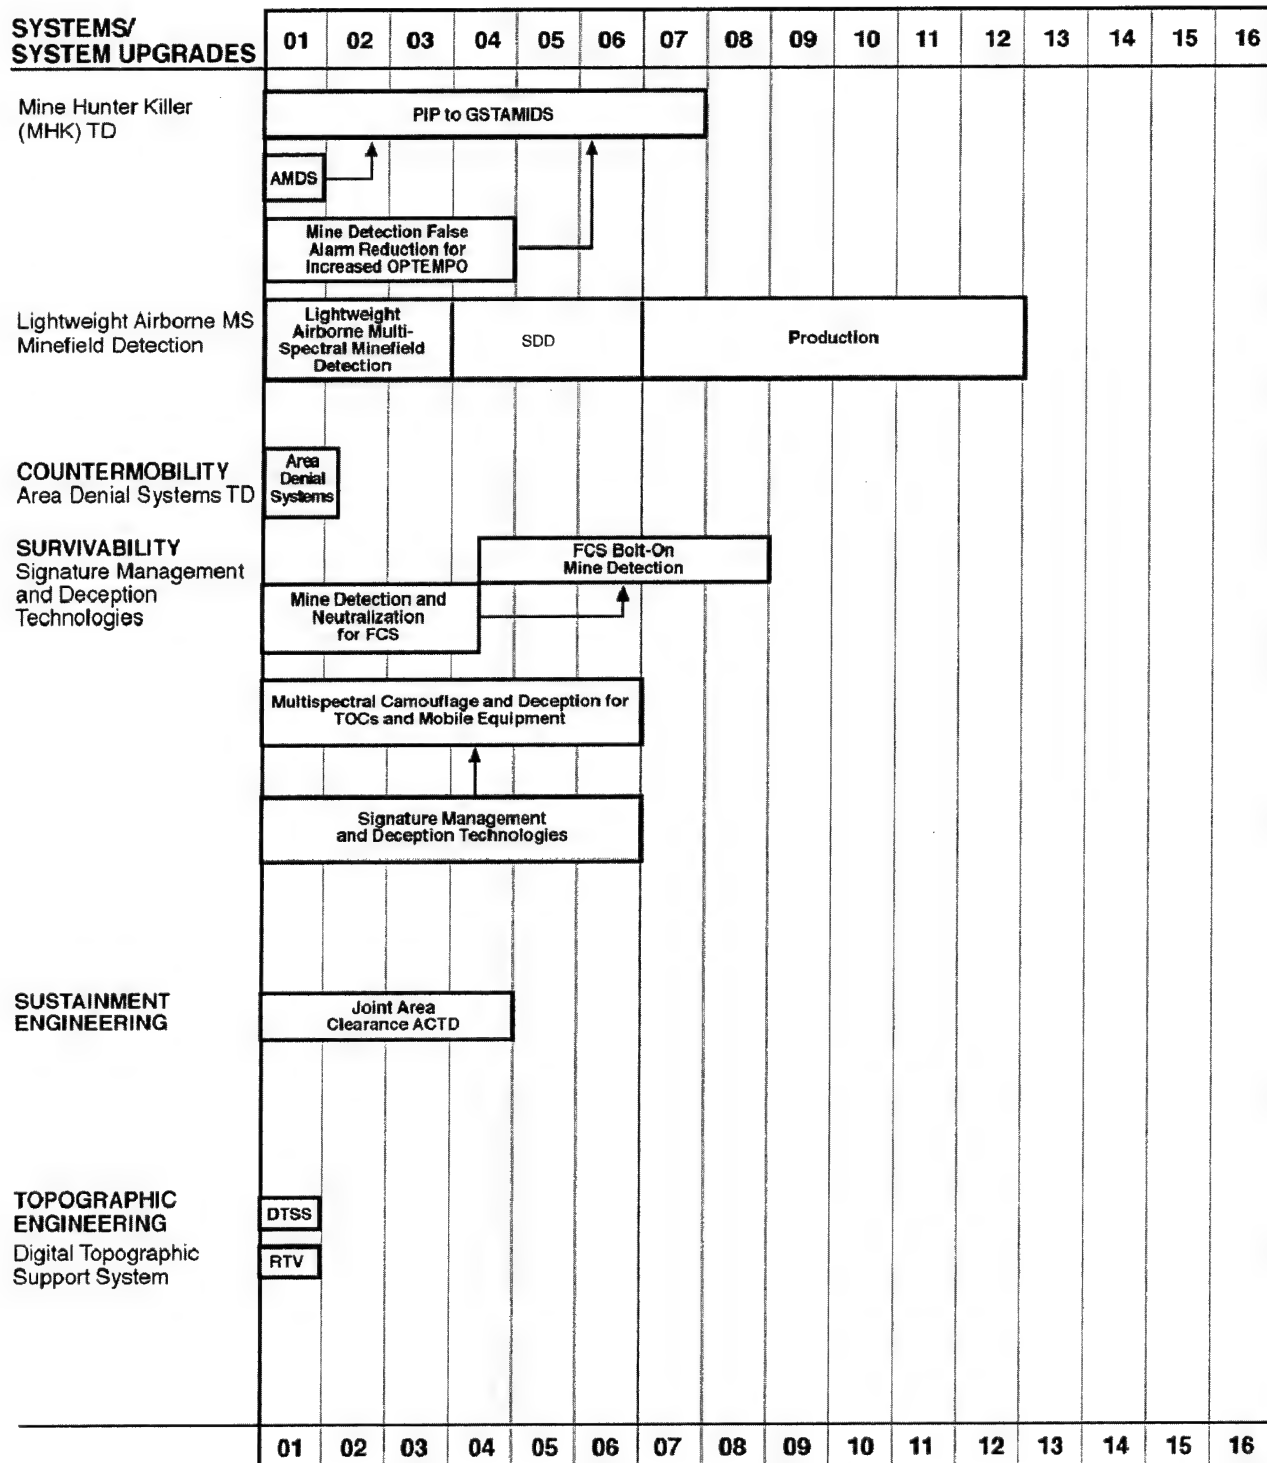 SYSTEMS/
SYSTEM UPGRADES
01 02 03 04 05 06 07 08 09 10 11 12 13 14 15 16
Mine Hunter Killer
(MHK) TD
PIP to GSTAMIDS
AMDS
Mine Detection False
Alarm Reduction for
Increased OPTEMPO
Lightweight Airborne MS
Minefield Detection
Lightweight
Airborne Multi-
Spectral Minefield
Detection
SDD
Production
COUNTERMOBILITY
Area Denial Systems TD
Area
Denial
Systems
SURVIVABILITY
Signature Management
and Deception
Technologies
FCS Bolt-On
Mine Detection
Mine Detection and
Neutralization
for FCS
Multispectral Camouflage and Deception for
TOCs and Mobile Equipment
Signature Management
and Deception Technologies
SUSTAINMENT
ENGINEERING
Joint Area
Clearance ACTD
TOPOGRAPHIC
ENGINEERING
Digital Topographic
Support System
DTSS
RTV
01 02 03 04 05 06 07 08 09 10 11 12 13 14 15 16